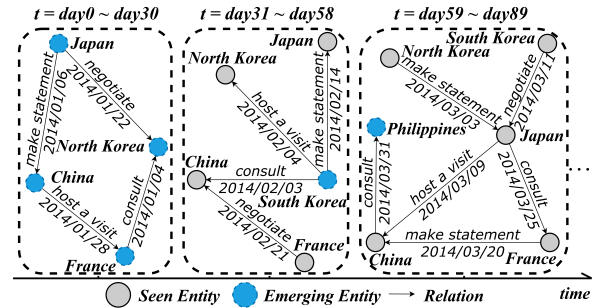 t = day0 ~ day30
t = day31 ~ day58
t = day59 ~ day89
Japan
make statement
2014/01/06
negotiate
2014/01/22
North Korea
China
host a visit
2014/01/28
consult
2014/01/04
France
Japan
North Korea
make statement
2014/02/14
host a visit
2014/02/04
China
consult
2014/02/03
South Korea
negotiate
2014/02/21
France
South Korea
North Korea
make statement
2014/03/03
negotiate
2014/03/11
Philippines
Japan
consult
2014/03/31
host a visit
2014/03/09
consult
2014/03/25
make statement
2014/03/20
China
France
...
Seen Entity
Emerging Entity
Relation
time